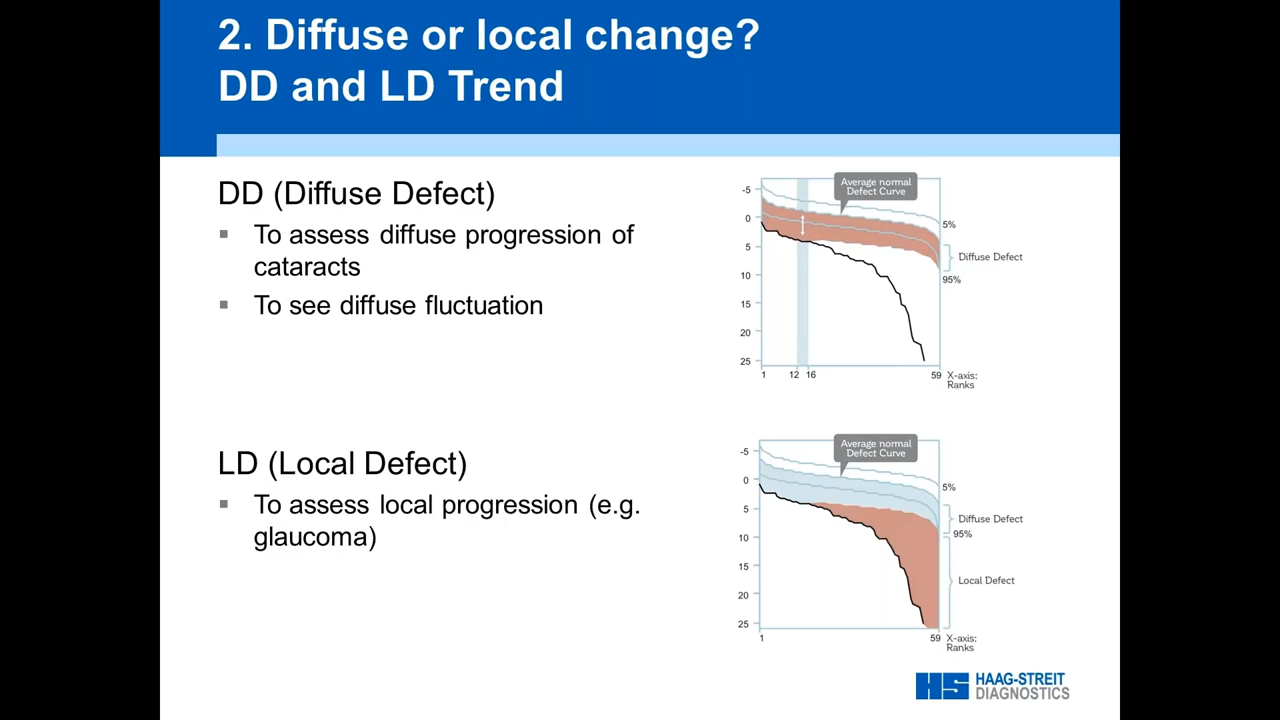 2. Diffuse or local change?
DD and LD Trend
DD (Diffuse Defect)
To assess diffuse progression of
cataracts
To see diffuse fluctuation
Average normal
Defect Curve
-5
0
5
10
15
20
25
5%
Diffuse Defect
95%
1
12
16
59
X-axis:
Ranks
LD (Local Defect)
To assess local progression (e.g.
glaucoma)
Average normal
Defect Curve
-5
0
5
10
15
20
25
5%
Diffuse Defect
95%
Local Defect
1
59
X-axis:
Ranks
HS
HAAG-STREIT
DIAGNOSTICS